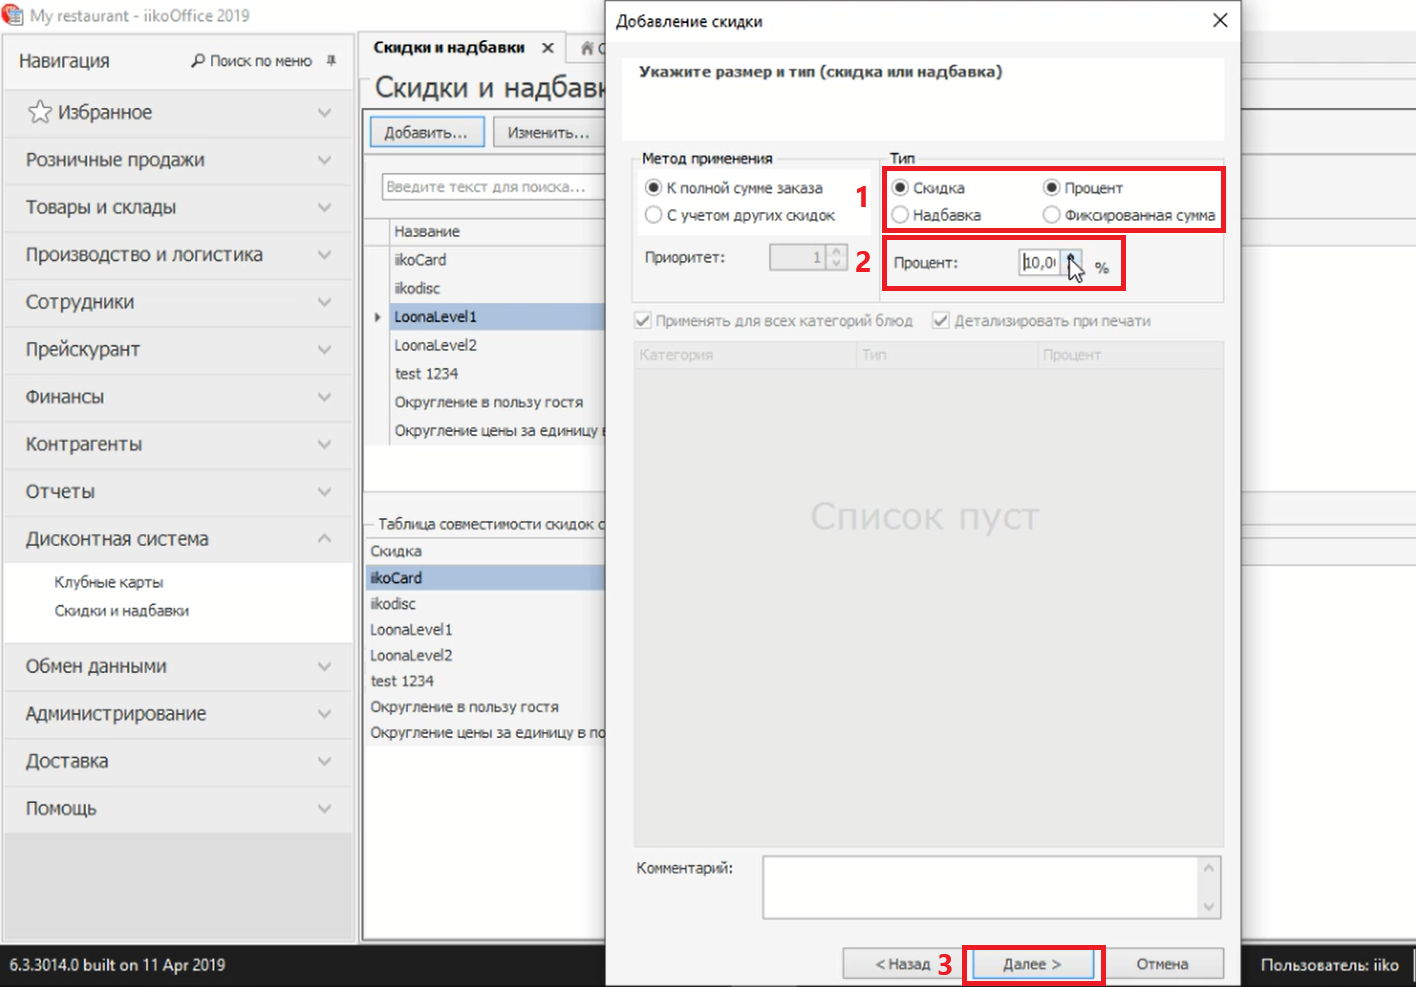 My restaurant - iikoOffice 2019
Навигация
Поиск по меню
Избранное
Розничные продажи
Товары и склады
Производство и логистика
Сотрудники
Прейскурант
Финансы
Контрагенты
Отчеты
Дисконтная система
Клубные карты
Скидки и надбавки
Обмен данными
Администрирование
Доставка
Помощь
Скидки и надбавки
С
Скидки и надбавк
Добавить...
Изменить...
Введите текст для поиска...
Название
iikoCard
iikodisc
LoonaLevel1
LoonaLevel2
test 1234
Округление в пользу гостя
Округление цены за единицу в
Таблица совместимости скидок с
Скидка
iikoCard
iikodisc
LoonaLevel1
LoonaLevel2
test 1234
Округление в пользу гостя
Округление цены за единицу в по
Добавление скидки
Укажите размер и тип (скидка или надбавка)
Метод применения
К полной сумме заказа
С учетом других скидок
Приоритет:
1
Тип
1
Скидка
Процент
Надбавка
Фиксированная сумма
2
Процент:
10,0
%
Применять для всех категорий блюд
Детализировать при печати
Категория
Тип
Процент
Список пуст
Комментарий:
< Назад
3
Далее >
Отмена
6.3.3014.0 built on 11 Apr 2019
Пользователь: iiko